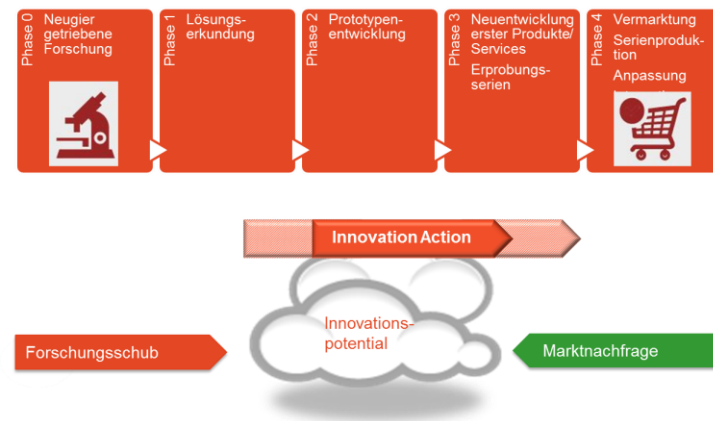 Phase 0
Neugier
getriebene
Forschung
Phase 1
Lösungs-
erkundung
Phase 2
Prototypen-
entwicklung
Phase 3
Neuentwicklung
erster Produkte/
Services
Erprobungs-
serien
Phase 4
Vermarktung
Serienproduk-
tion
Anpassung
Innovation Action
Innovations-
potential
Forschungsschub
Marktnachfrage